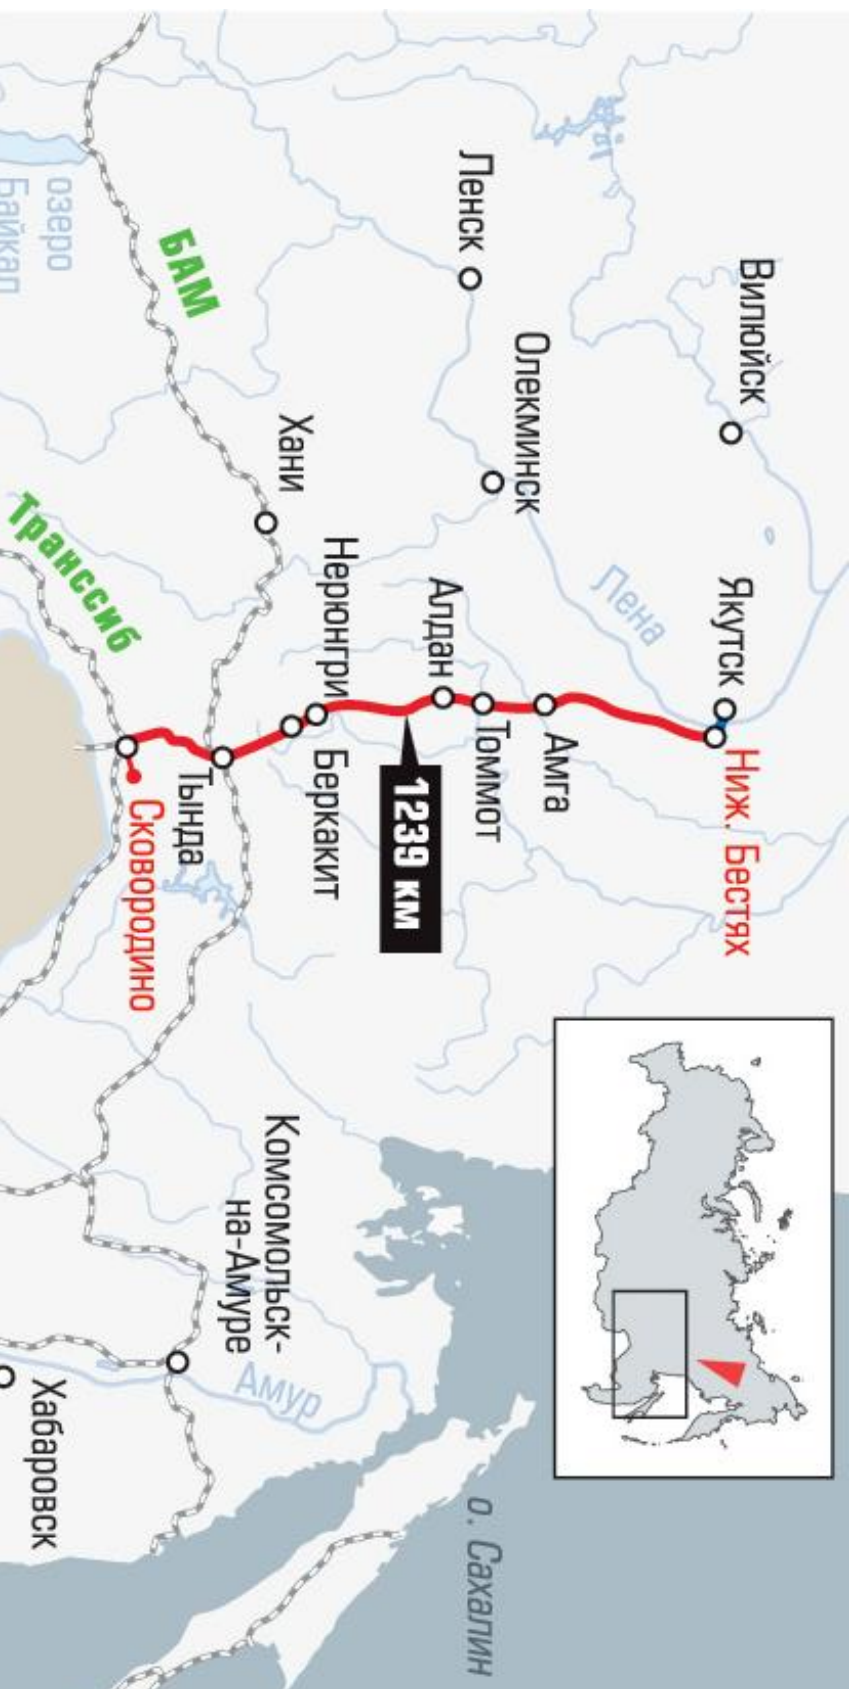 Вилюйск
Якутск
Ниж. Бестях
Лена
Амга
Олекминск
Ленск
Томмот
Алдан
1239 км
Нерюнгри
Беркакит
Хани
БАМ
Тында
Сковородино
Транссиб
озеро
Байкал
Комсомольск-
на-Амуре
Амур
Хабаровск
о. Сахалин